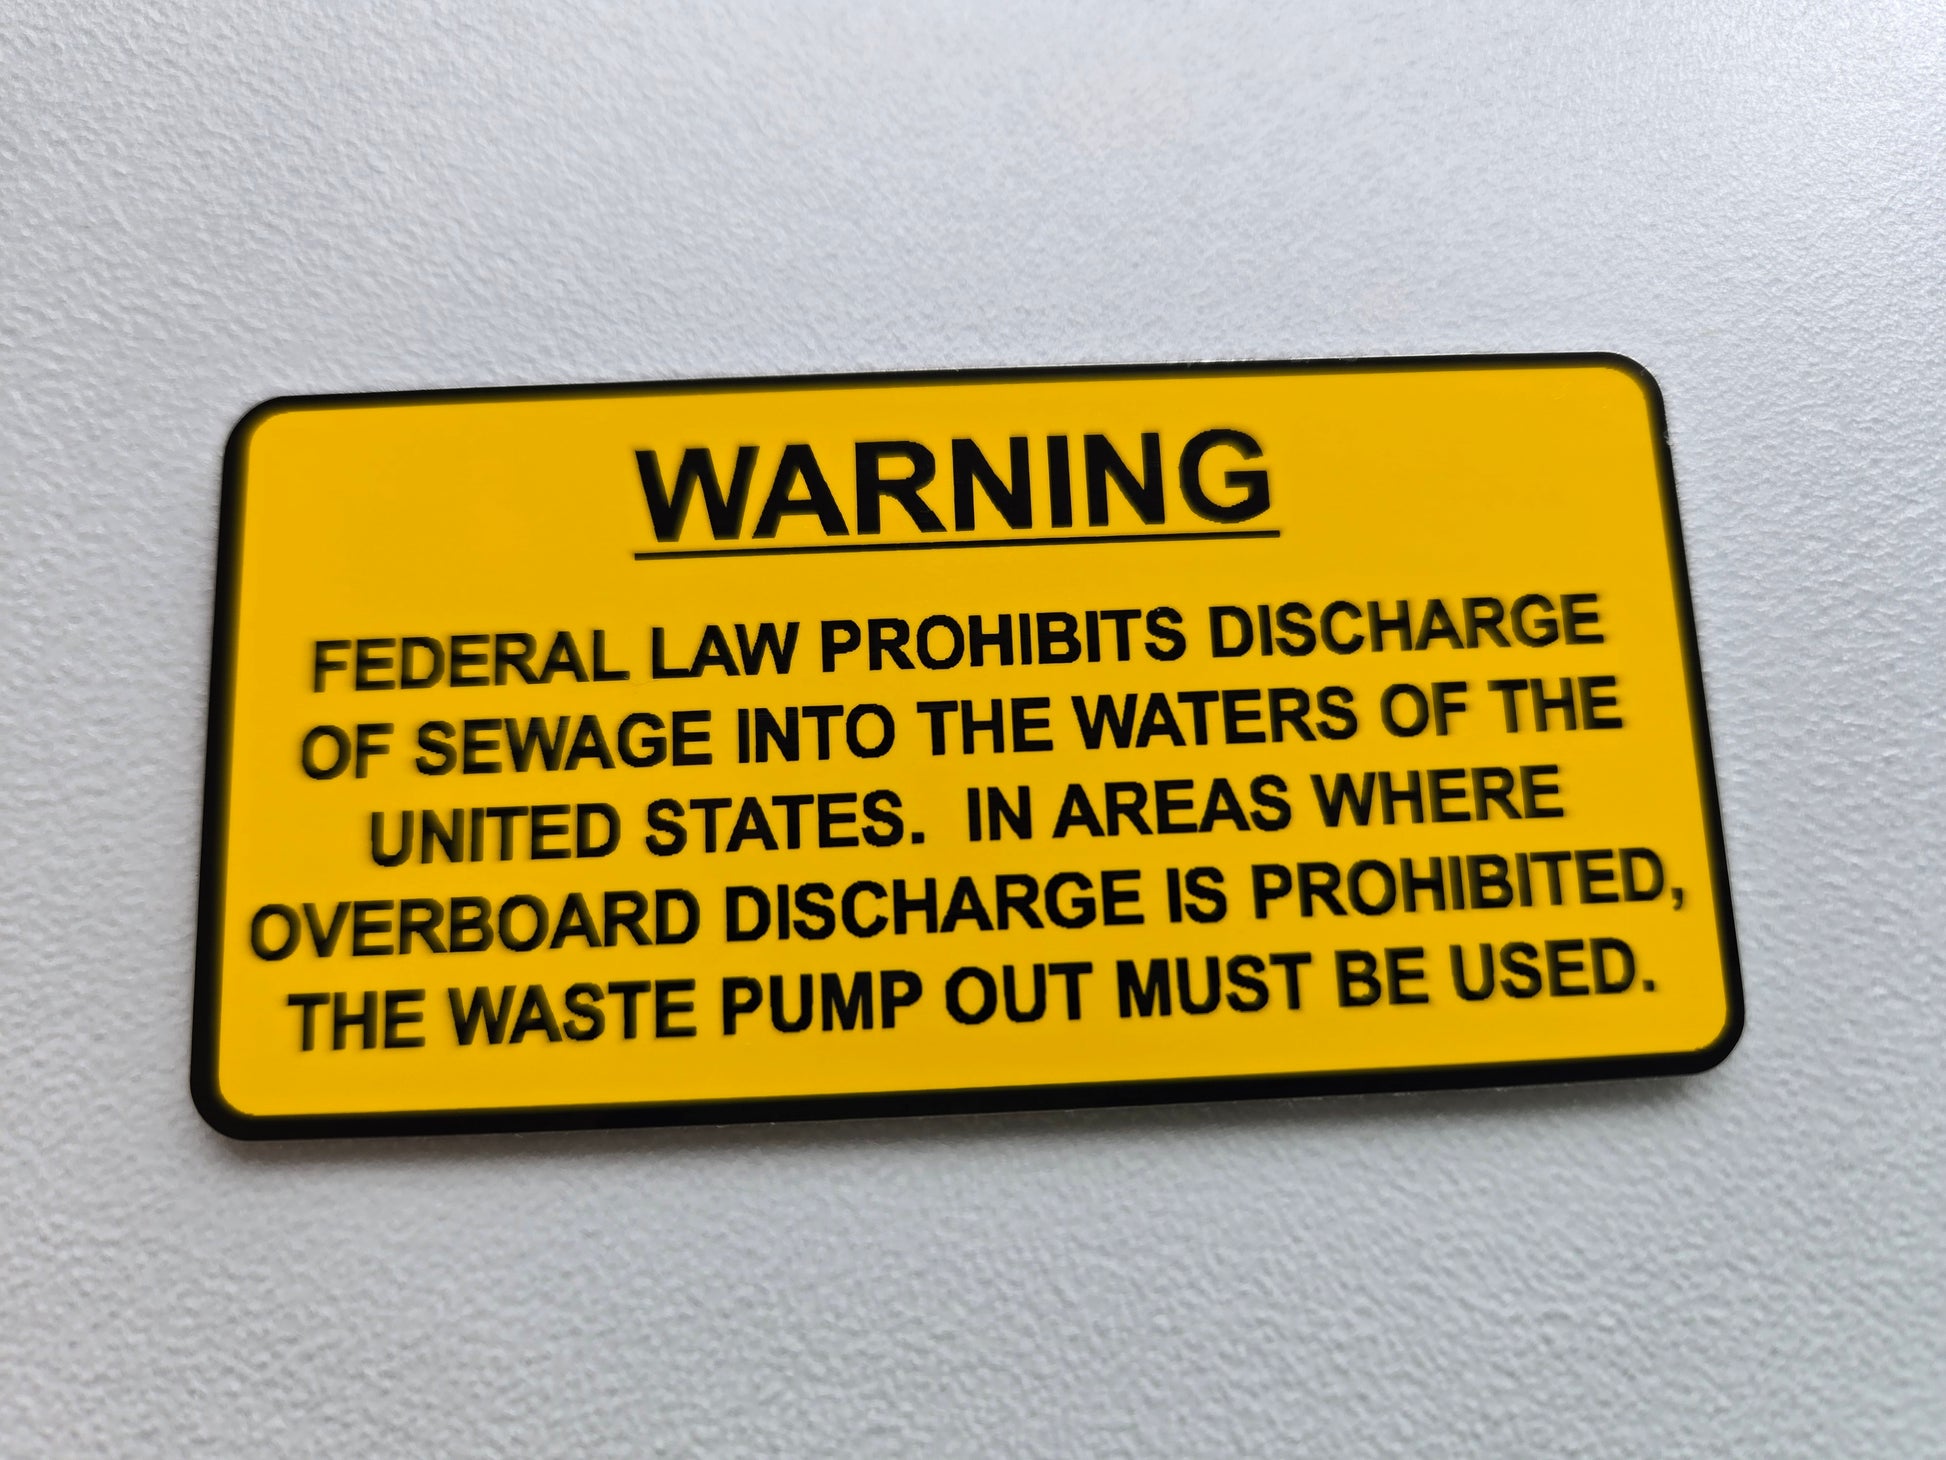 WARNING
FEDERAL LAW PROHIBITS DISCHARGE
OF SEWAGE INTO THE WATERS OF THE
UNITED STATES. IN AREAS WHERE
OVERBOARD DISCHARGE IS PROHIBITED,
THE WASTE PUMP OUT MUST BE USED.